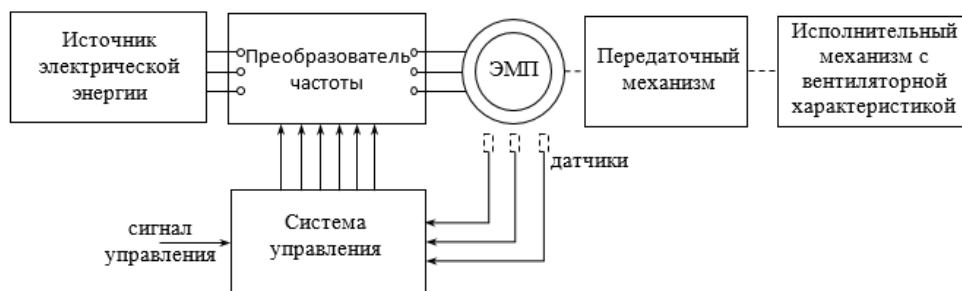 Источник
электрической
энергии
Преобразователь
частоты
ЭМП
Передаточный
механизм
Исполнительный
механизм с
вентиляторной
характеристикой
датчики
сигнал
управления
Система
управления